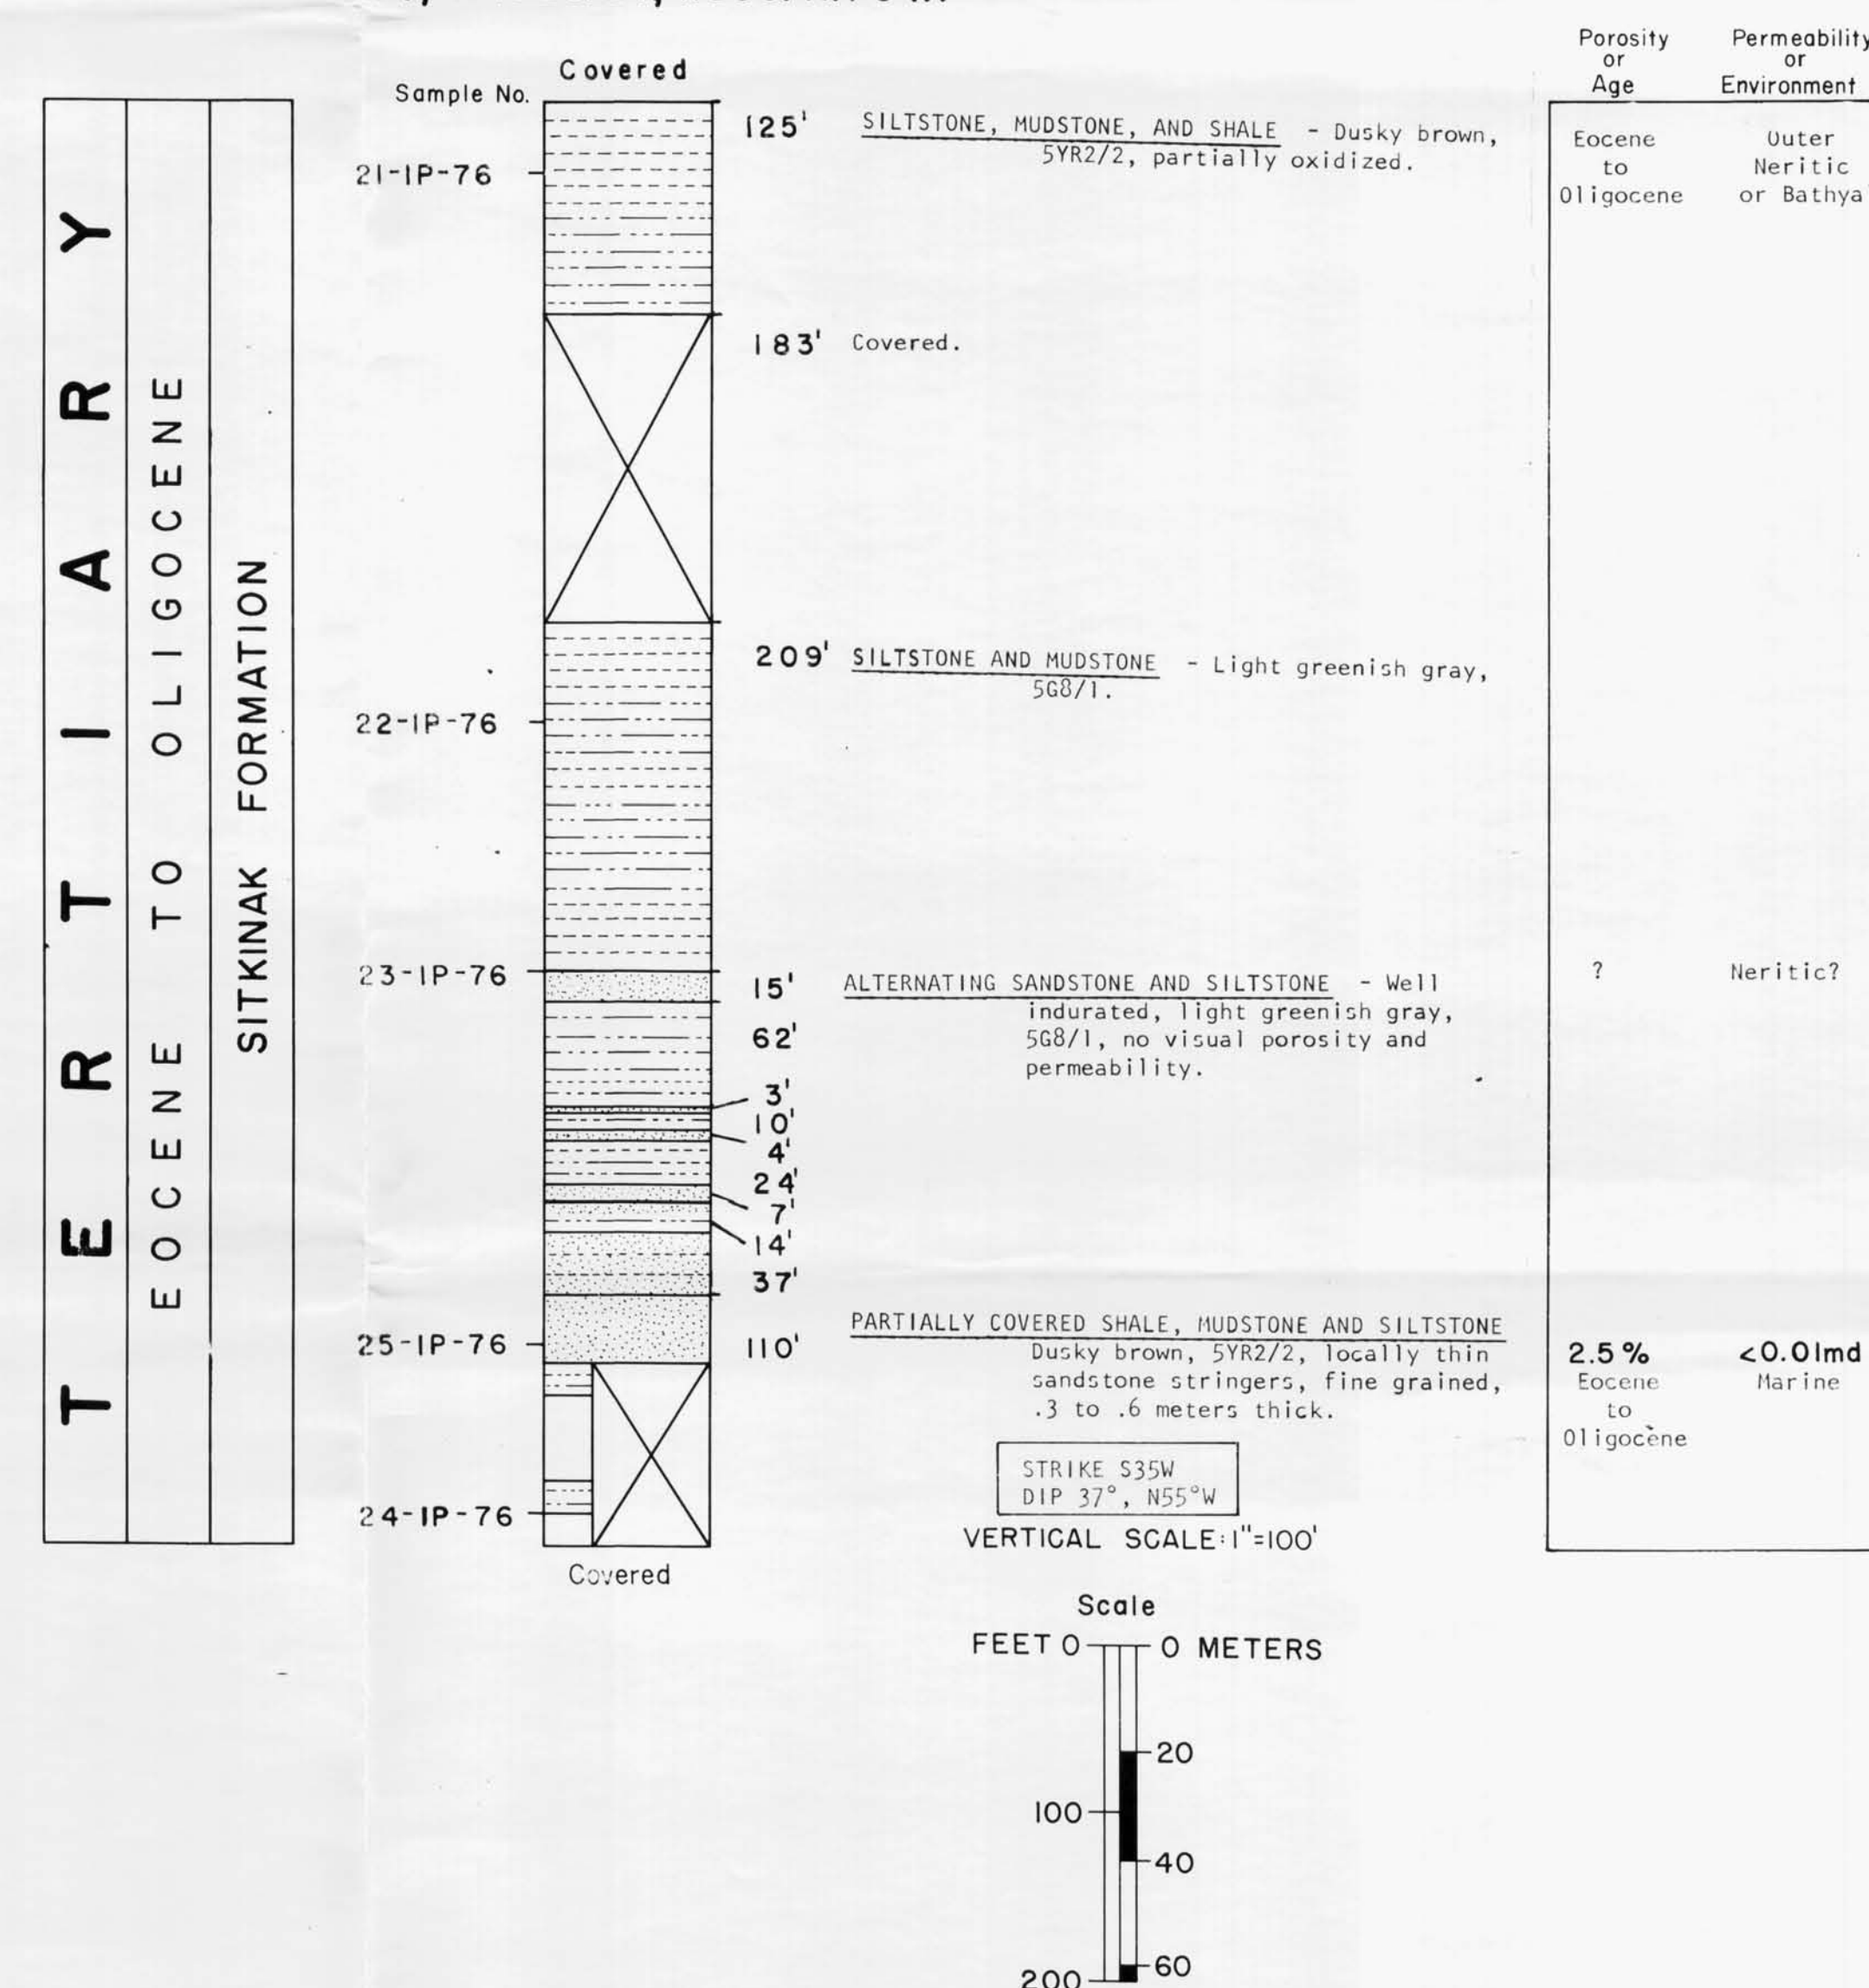 Porosity
or
Age
Permeability
or
Environment
Covered
Sample No.
TERTIARY
EOCENE TO OLIGOCENE
SITKINAK FORMATION
125' SILTSTONE, MUDSTONE, AND SHALE - Dusky brown,
5YR2/2, partially oxidized.
Eocene
to
Oligocene
Outer
Neritic
or Bathya
21-IP-76
183' Covered.
209' SILTSTONE AND MUDSTONE - Light greenish gray,
5G8/1.
22-IP-76
23-IP-76
15' ALTERNATING SANDSTONE AND SILTSTONE - Well
indurated, light greenish gray,
5G8/1, no visual porosity and
permeability.
? Neritic?
62'
3'
10'
4'
24'
7'
14'
37'
25-IP-76
110' PARTIALLY COVERED SHALE, MUDSTONE AND SILTSTONE
Dusky brown, 5YR2/2, locally thin
sandstone stringers, fine grained,
.3 to .6 meters thick.
2.5% <0.01md
Eocene Marine
to
Oligocene
STRIKE S35W
DIP 37°, N55°W
24-IP-76
VERTICAL SCALE: 1"=100'
Covered
Scale
FEET 0 0 METERS
20
100
40
60
200